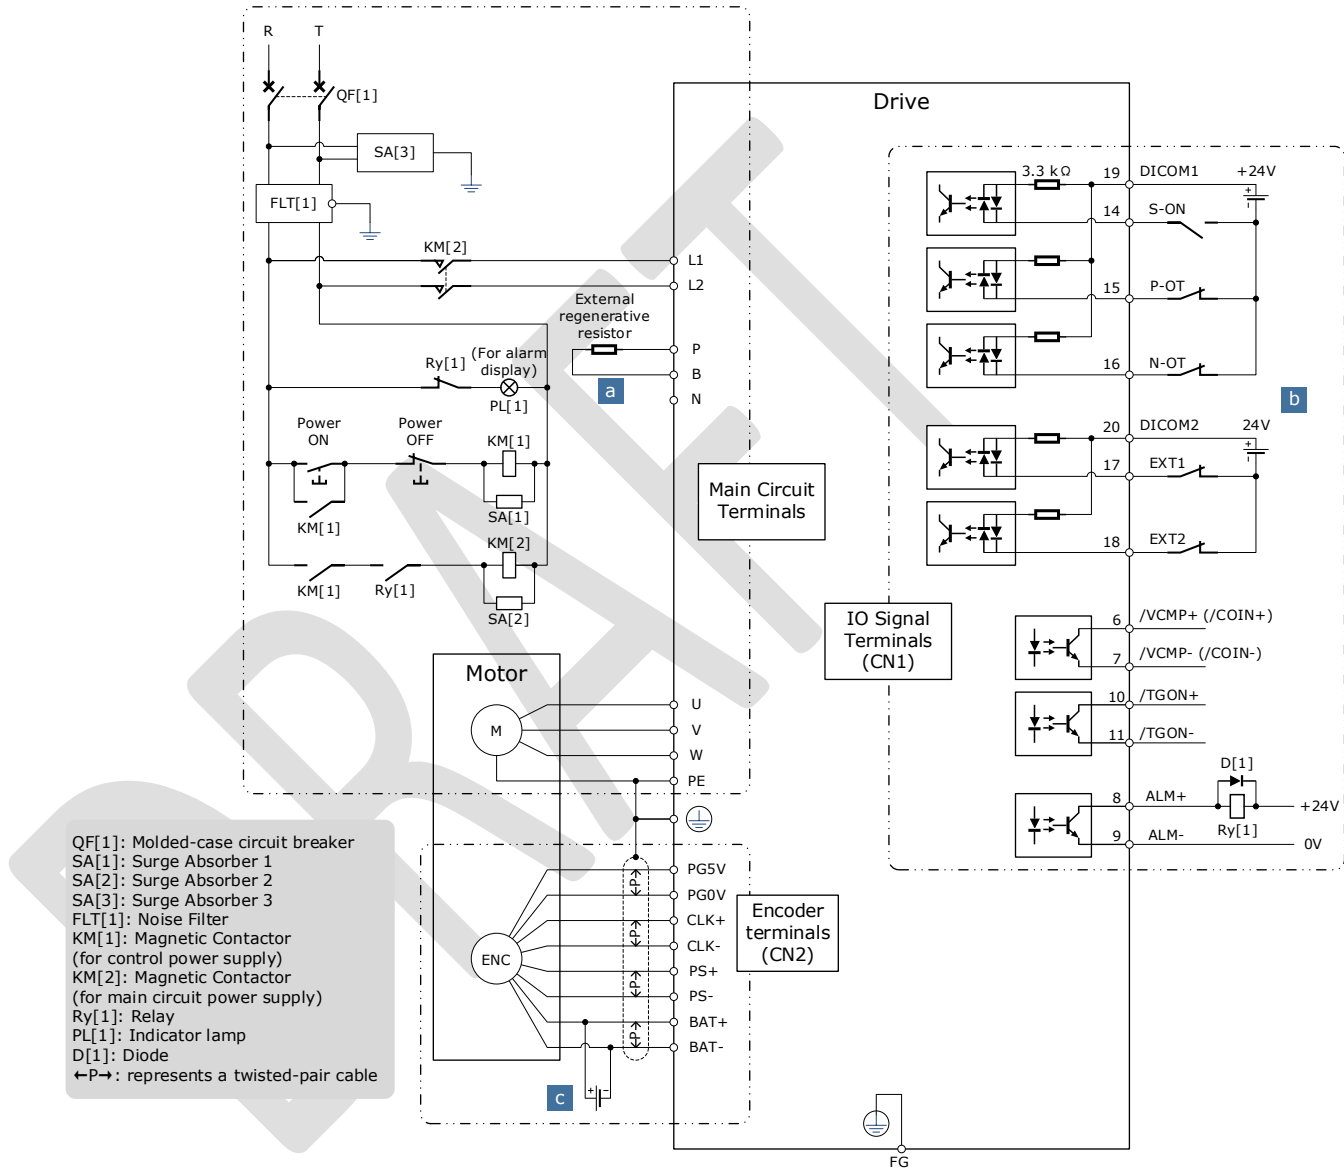 R
T
QF[1]
SA[3]
FLT[1]
KM[2]
L1
L2
External
regenerative
resistor
P
B
N
a
Ry[1]
(For alarm
display)
PL[1]
Power
ON
Power
OFF
KM[1]
KM[1]
SA[1]
KM[2]
KM[1]
Ry[1]
SA[2]
Main Circuit
Terminals
Drive
3.3 kΩ
19
DICOM1
+24V
+
-
14
S-ON
15
P-OT
16
N-OT
b
20
DICOM2
24V
+
-
17
EXT1
18
EXT2
IO Signal
Terminals
(CN1)
6
/VCMP+ (/COIN+)
7
/VCMP- (/COIN-)
10
/TGON+
11
/TGON-
D[1]
8
ALM+
+24V
Ry[1]
9
ALM-
0V
Motor
M
U
V
W
PE
ENC
PG5V
PG0V
CLK+
CLK-
PS+
PS-
BAT+
BAT-
←P→
←P→
←P→
←P→
Encoder
terminals
(CN2)
c
+
-
FG
QF[1]: Molded-case circuit breaker
SA[1]: Surge Absorber 1
SA[2]: Surge Absorber 2
SA[3]: Surge Absorber 3
FLT[1]: Noise Filter
KM[1]: Magnetic Contactor
(for control power supply)
KM[2]: Magnetic Contactor
(for main circuit power supply)
Ry[1]: Relay
PL[1]: Indicator lamp
D[1]: Diode
←P→: represents a twisted-pair cable
DRAFT